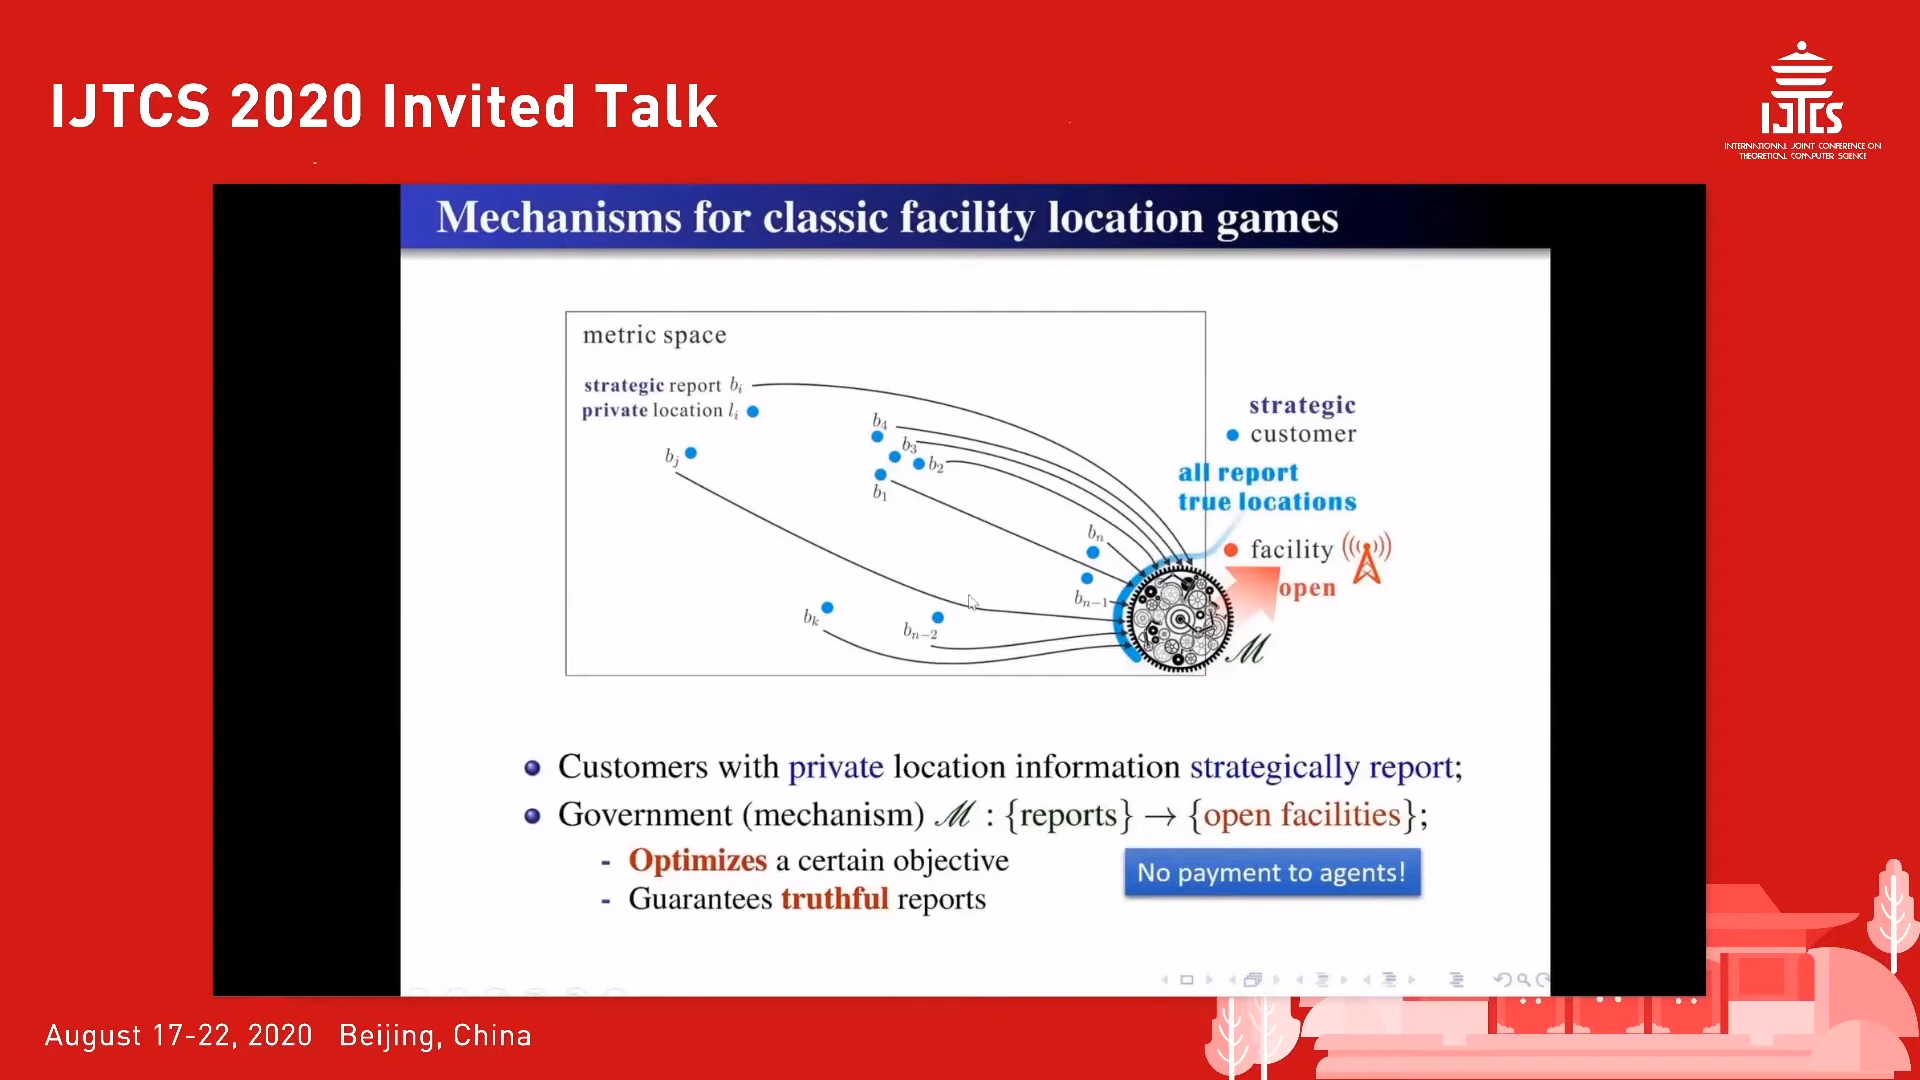 IJTCS 2020 Invited Talk
IJTCS
INTERNATIONAL JOINT CONFERENCE ON
THEORETICAL COMPUTER SCIENCE
Mechanisms for classic facility location games
metric space
strategic report bᵢ
private location lᵢ
b₄
b₃
b₂
b₁
bⱼ
bₙ
bₙ₋₁
bₖ
bₙ₋₂
strategic
customer
all report
true locations
facility
open
ℳ
Customers with private location information strategically report;
Government (mechanism) ℳ : {reports} → {open facilities};
- Optimizes a certain objective
- Guarantees truthful reports
No payment to agents!
August 17-22, 2020 Beijing, China